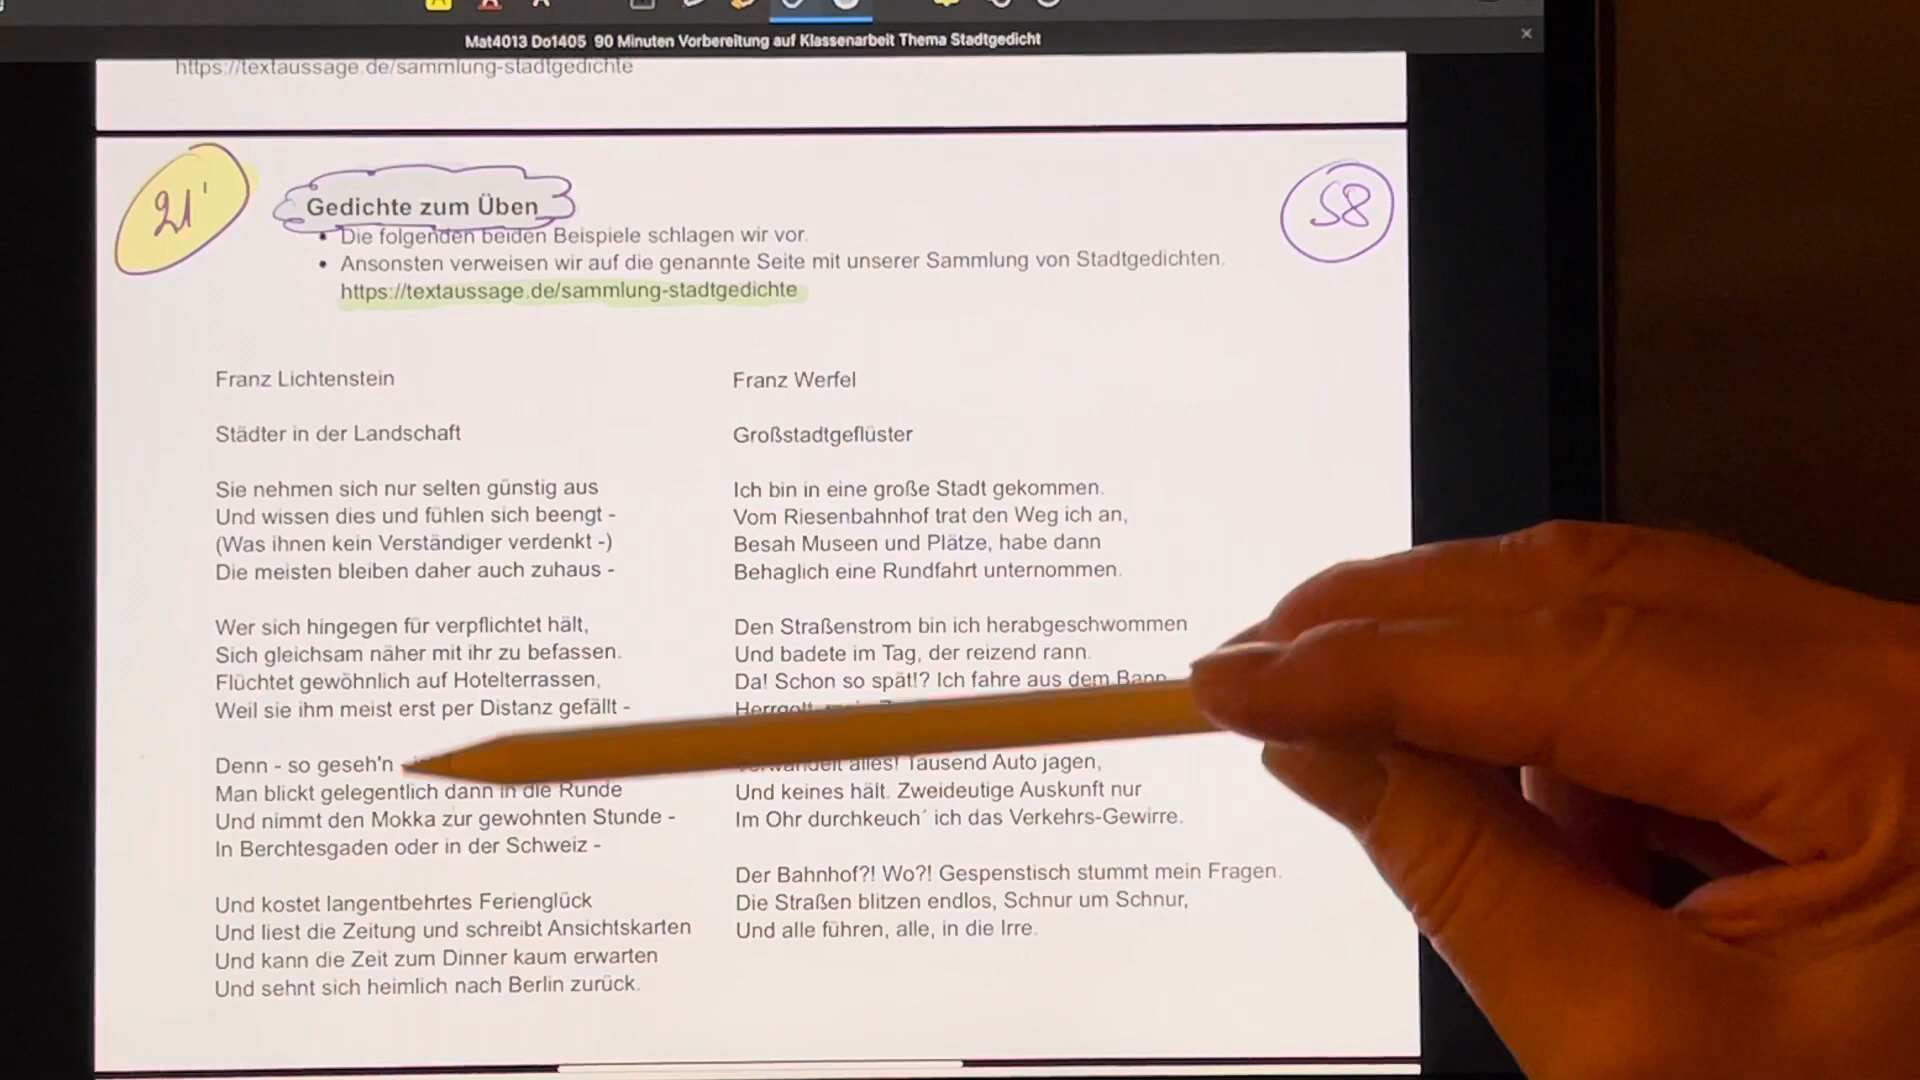 Mat4013 Do1405 90 Minuten Vorbereitung auf Klassenarbeit Thema Stadtgedicht
https://textaussage.de/sammlung-stadtgedichte
21'
Gedichte zum Üben
58
• Die folgenden beiden Beispiele schlagen wir vor.
• Ansonsten verweisen wir auf die genannte Seite mit unserer Sammlung von Stadtgedichten.
https://textaussage.de/sammlung-stadtgedichte
Franz Lichtenstein
Städter in der Landschaft
Sie nehmen sich nur selten günstig aus
Und wissen dies und fühlen sich beengt -
(Was ihnen kein Verständiger verdenkt -)
Die meisten bleiben daher auch zuhaus -
Wer sich hingegen für verpflichtet hält,
Sich gleichsam näher mit ihr zu befassen.
Flüchtet gewöhnlich auf Hotelterrassen,
Weil sie ihm meist erst per Distanz gefällt -
Denn - so geseh'n
Man blickt gelegentlich dann in die Runde
Und nimmt den Mokka zur gewohnten Stunde -
In Berchtesgaden oder in der Schweiz -
Und kostet langentbehrtes Ferienglück
Und liest die Zeitung und schreibt Ansichtskarten
Und kann die Zeit zum Dinner kaum erwarten
Und sehnt sich heimlich nach Berlin zurück.
Franz Werfel
Großstadtgeflüster
Ich bin in eine große Stadt gekommen.
Vom Riesenbahnhof trat den Weg ich an,
Besah Museen und Plätze, habe dann
Behaglich eine Rundfahrt unternommen.
Den Straßenstrom bin ich herabgeschwommen
Und badete im Tag, der reizend rann.
Da! Schon so spät!? Ich fahre aus dem Bann
Herrgott
alles! Tausend Auto jagen,
Und keines hält. Zweideutige Auskunft nur
Im Ohr durchkeuch´ ich das Verkehrs-Gewirre.
Der Bahnhof?! Wo?! Gespenstisch stummt mein Fragen.
Die Straßen blitzen endlos, Schnur um Schnur,
Und alle führen, alle, in die Irre.